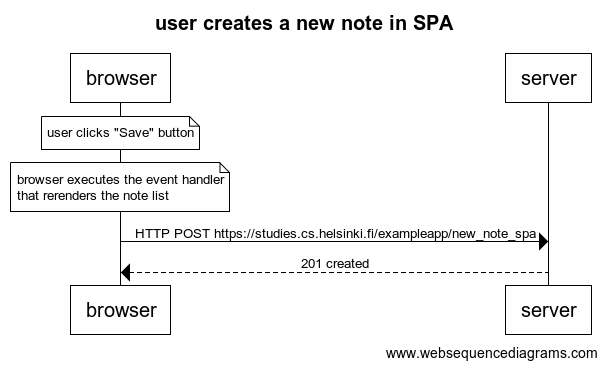 user creates a new note in SPA
browser
server
user clicks "Save" button
browser executes the event handler
that rerenders the note list
HTTP POST https://studies.cs.helsinki.fi/exampleapp/new_note_spa
201 created
browser
server
www.websequencediagrams.com